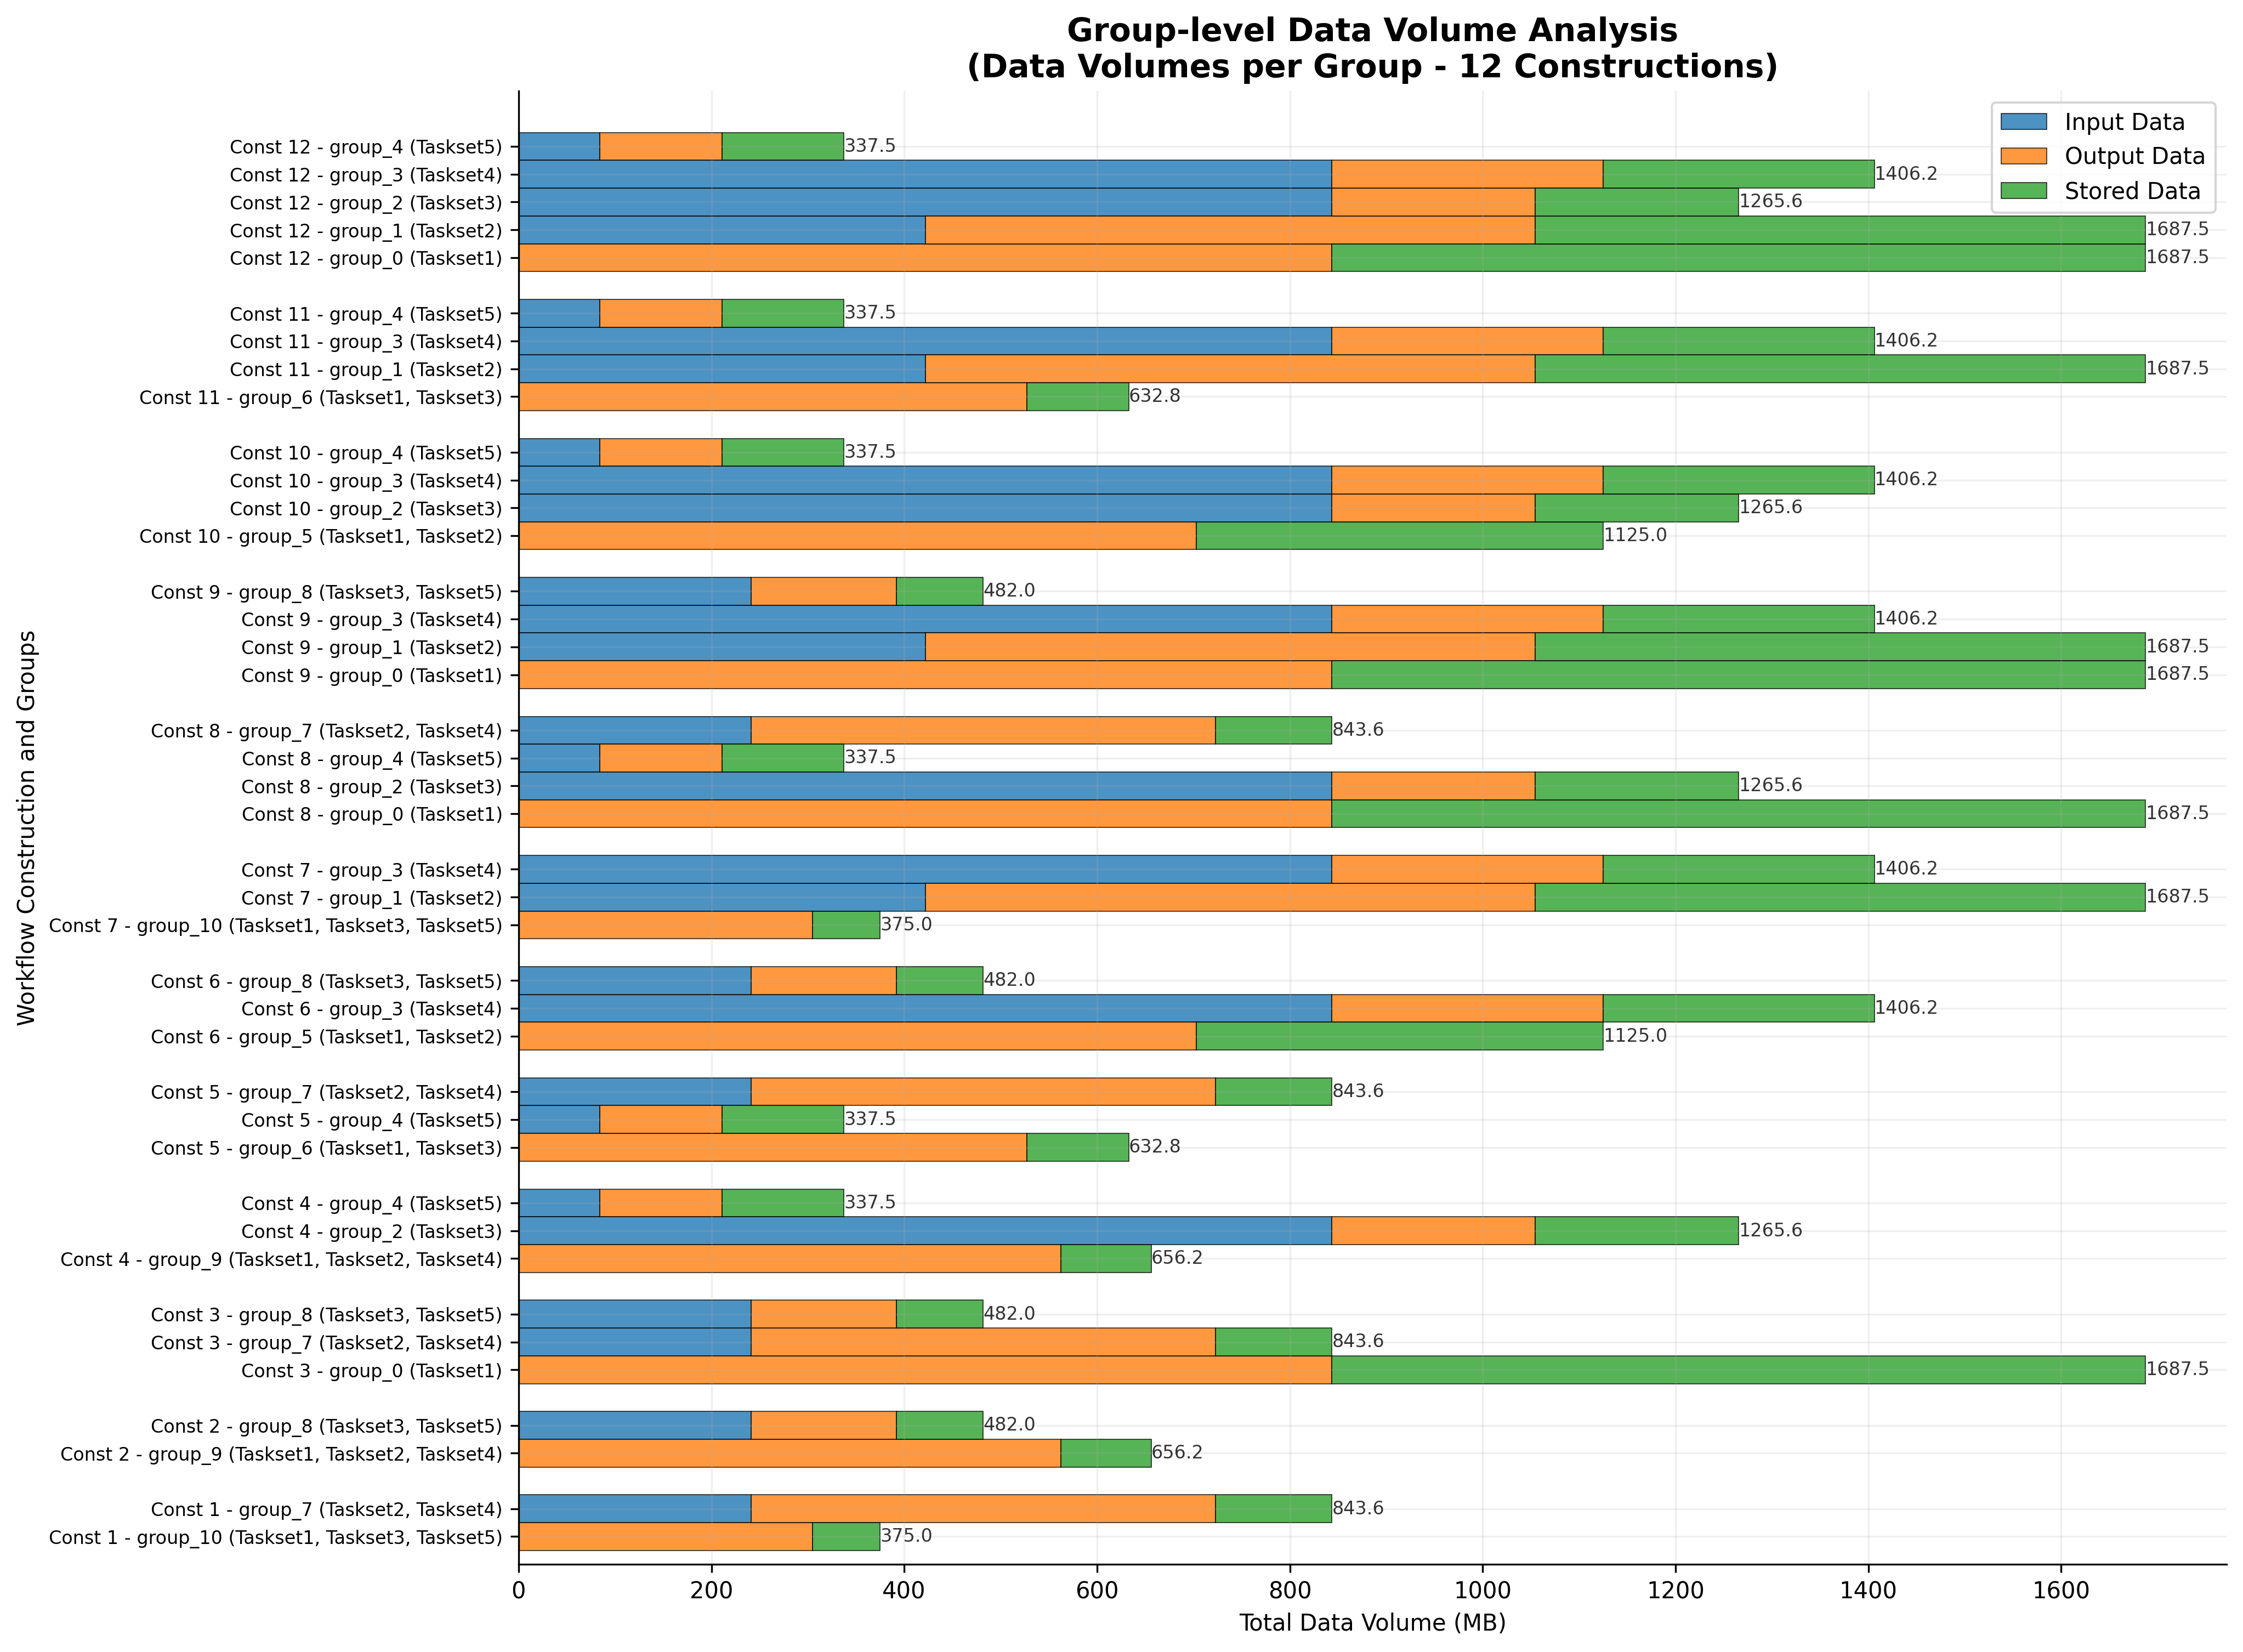 Group-level Data Volume Analysis
(Data Volumes per Group - 12 Constructions)
Input Data
Output Data
Stored Data
Workflow Construction and Groups
Const 12 - group_4 (Taskset5) 337.5
Const 12 - group_3 (Taskset4) 1406.2
Const 12 - group_2 (Taskset3) 1265.6
Const 12 - group_1 (Taskset2) 1687.5
Const 12 - group_0 (Taskset1) 1687.5
Const 11 - group_4 (Taskset5) 337.5
Const 11 - group_3 (Taskset4) 1406.2
Const 11 - group_1 (Taskset2) 1687.5
Const 11 - group_6 (Taskset1, Taskset3) 632.8
Const 10 - group_4 (Taskset5) 337.5
Const 10 - group_3 (Taskset4) 1406.2
Const 10 - group_2 (Taskset3) 1265.6
Const 10 - group_5 (Taskset1, Taskset2) 1125.0
Const 9 - group_8 (Taskset3, Taskset5) 482.0
Const 9 - group_3 (Taskset4) 1406.2
Const 9 - group_1 (Taskset2) 1687.5
Const 9 - group_0 (Taskset1) 1687.5
Const 8 - group_7 (Taskset2, Taskset4) 843.6
Const 8 - group_4 (Taskset5) 337.5
Const 8 - group_2 (Taskset3) 1265.6
Const 8 - group_0 (Taskset1) 1687.5
Const 7 - group_3 (Taskset4) 1406.2
Const 7 - group_1 (Taskset2) 1687.5
Const 7 - group_10 (Taskset1, Taskset3, Taskset5) 375.0
Const 6 - group_8 (Taskset3, Taskset5) 482.0
Const 6 - group_3 (Taskset4) 1406.2
Const 6 - group_5 (Taskset1, Taskset2) 1125.0
Const 5 - group_7 (Taskset2, Taskset4) 843.6
Const 5 - group_4 (Taskset5) 337.5
Const 5 - group_6 (Taskset1, Taskset3) 632.8
Const 4 - group_4 (Taskset5) 337.5
Const 4 - group_2 (Taskset3) 1265.6
Const 4 - group_9 (Taskset1, Taskset2, Taskset4) 656.2
Const 3 - group_8 (Taskset3, Taskset5) 482.0
Const 3 - group_7 (Taskset2, Taskset4) 843.6
Const 3 - group_0 (Taskset1) 1687.5
Const 2 - group_8 (Taskset3, Taskset5) 482.0
Const 2 - group_9 (Taskset1, Taskset2, Taskset4) 656.2
Const 1 - group_7 (Taskset2, Taskset4) 843.6
Const 1 - group_10 (Taskset1, Taskset3, Taskset5) 375.0
0 200 400 600 800 1000 1200 1400 1600
Total Data Volume (MB)